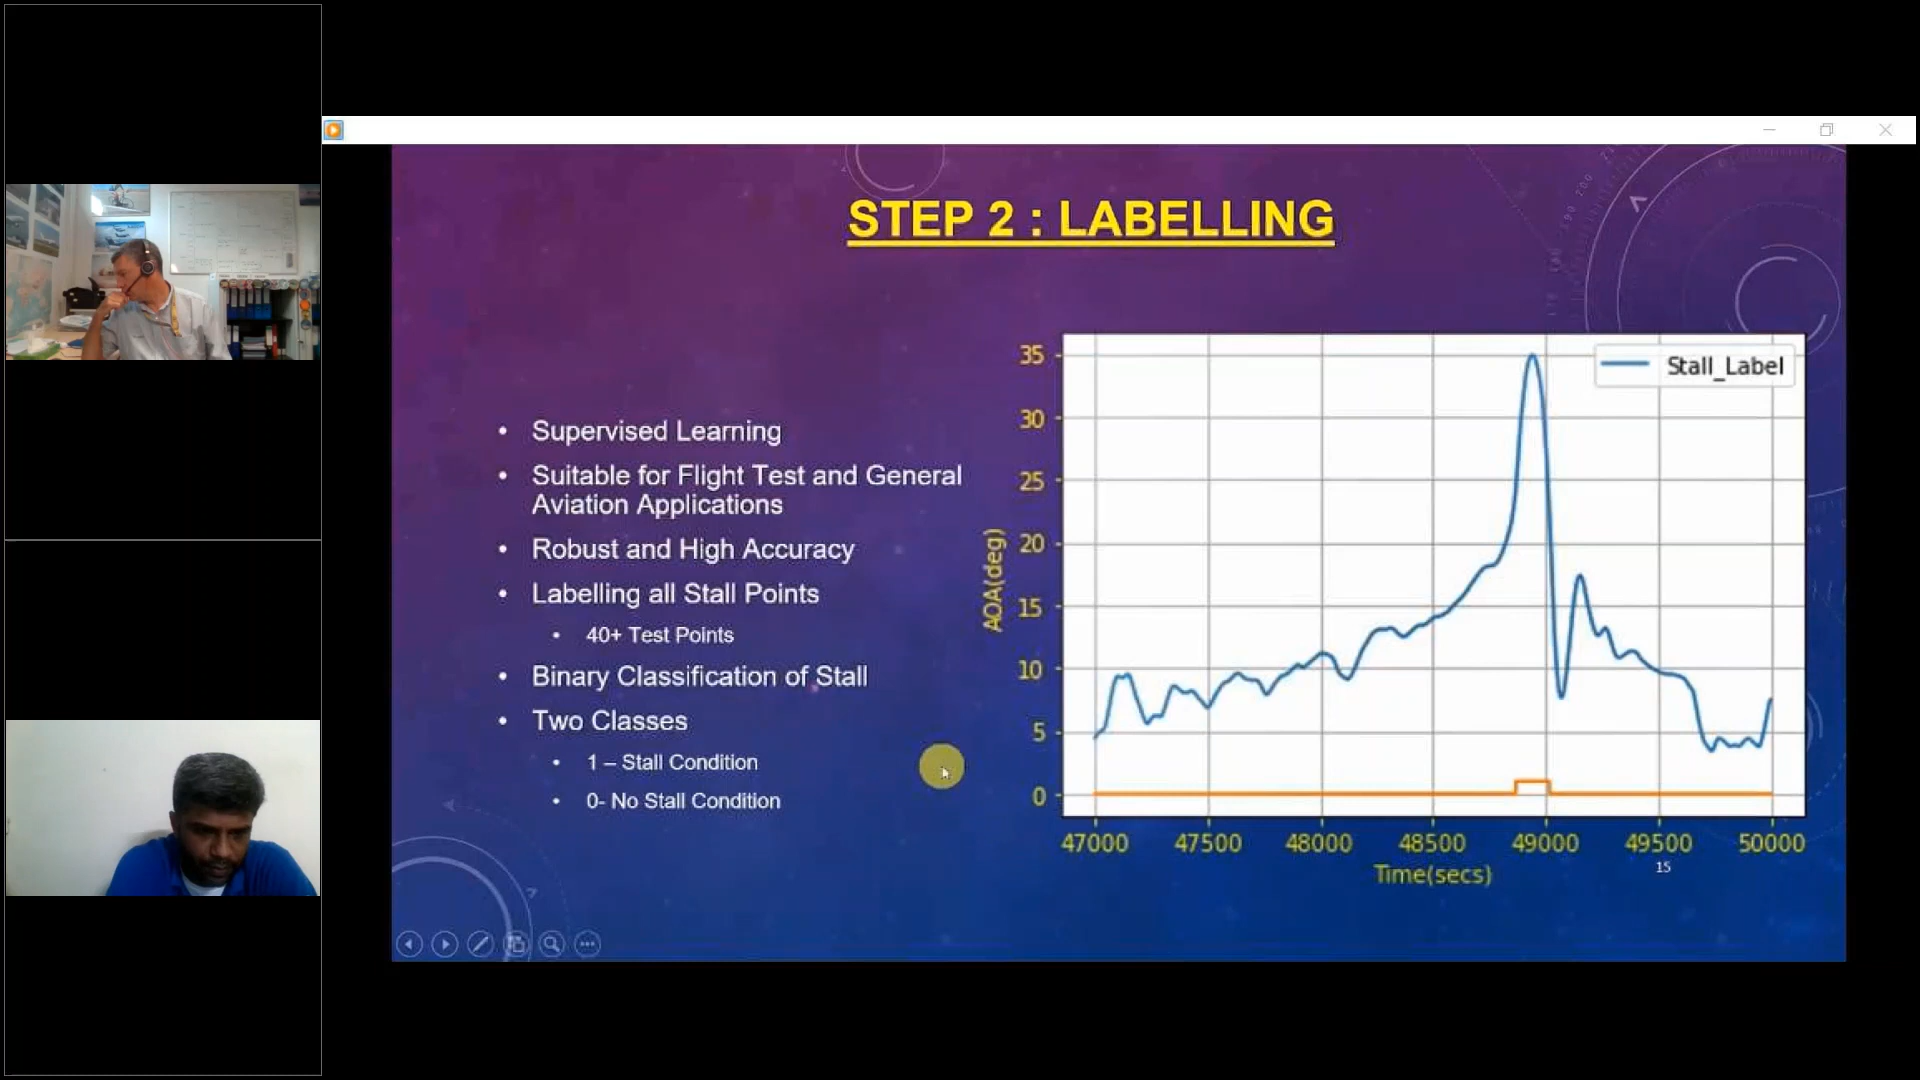 STEP 2 : LABELLING
• Supervised Learning
• Suitable for Flight Test and General
Aviation Applications
• Robust and High Accuracy
• Labelling all Stall Points
• 40+ Test Points
• Binary Classification of Stall
• Two Classes
• 1 – Stall Condition
• 0- No Stall Condition
Stall_Label
35
30
25
20
15
10
5
0
AOA(deg)
47000 47500 48000 48500 49000 49500 50000
Time(secs)
15